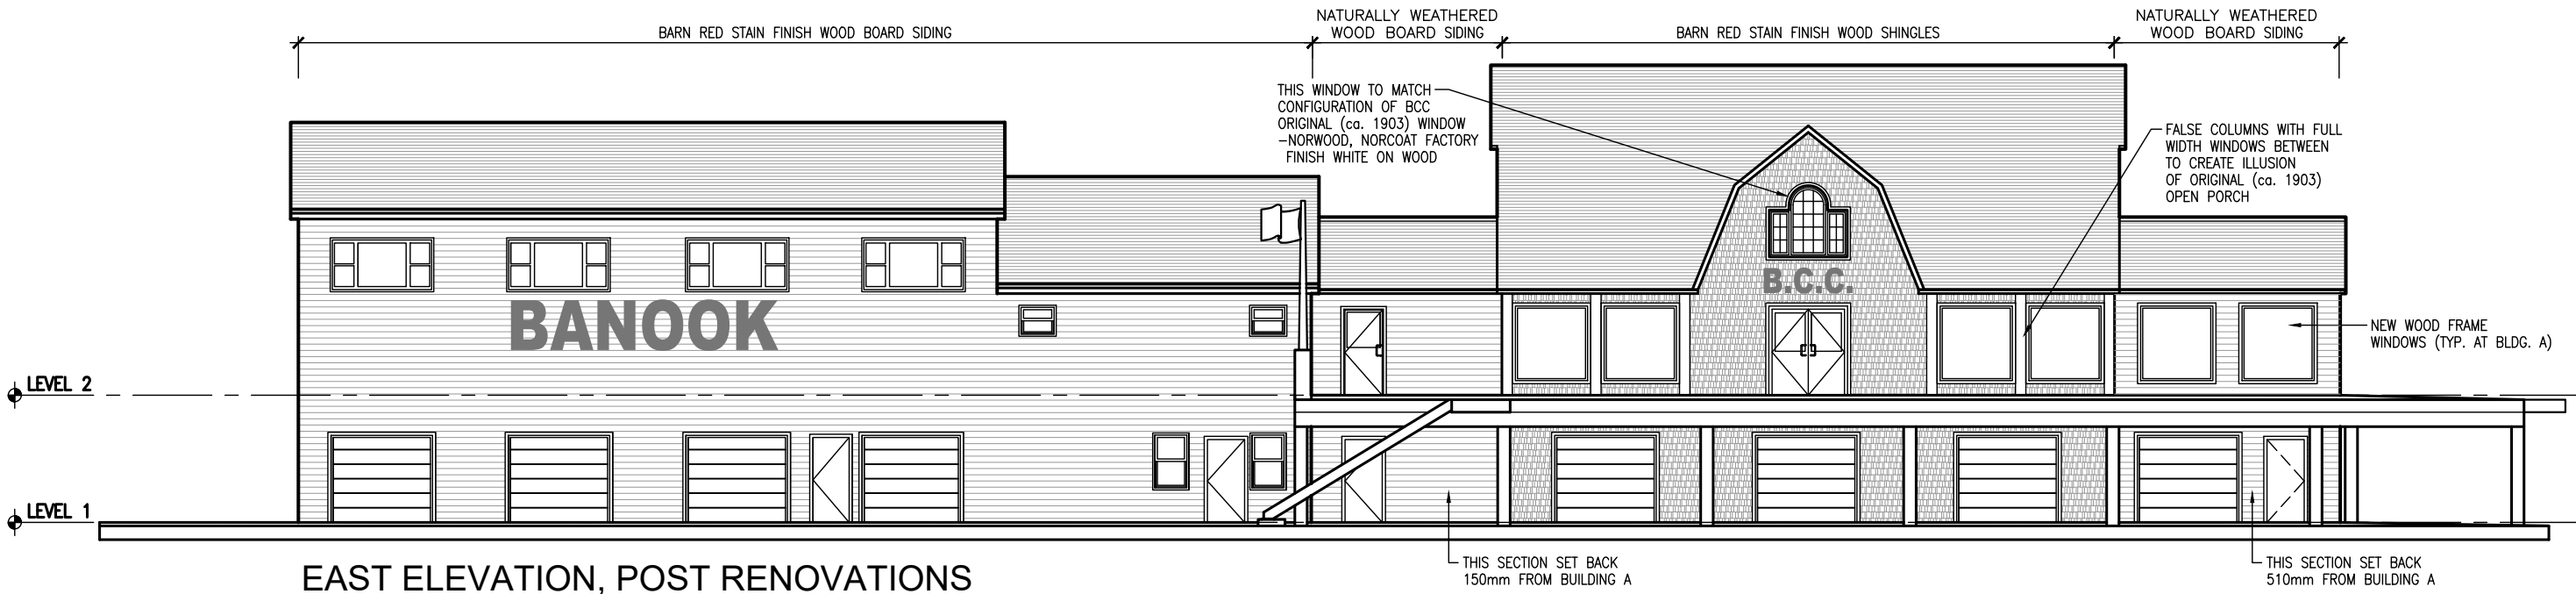 BARN RED STAIN FINISH WOOD BOARD SIDING
NATURALLY WEATHERED
WOOD BOARD SIDING
BARN RED STAIN FINISH WOOD SHINGLES
NATURALLY WEATHERED
WOOD BOARD SIDING
THIS WINDOW TO MATCH
CONFIGURATION OF BCC
ORIGINAL (ca. 1903) WINDOW
-NORWOOD, NORCOAT FACTORY
FINISH WHITE ON WOOD
FALSE COLUMNS WITH FULL
WIDTH WINDOWS BETWEEN
TO CREATE ILLUSION
OF ORIGINAL (ca. 1903)
OPEN PORCH
B.C.C.
BANOOK
NEW WOOD FRAME
WINDOWS (TYP. AT BLDG. A)
LEVEL 2
LEVEL 1
THIS SECTION SET BACK
150mm FROM BUILDING A
THIS SECTION SET BACK
510mm FROM BUILDING A
EAST ELEVATION, POST RENOVATIONS